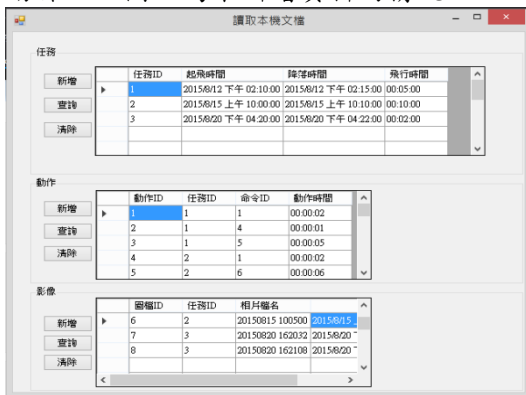 讀取本機文檔
任務
新增
查詢
清除
任務ID 起飛時間 降落時間 飛行時間
1 2015/8/12 下午 02:10:00 2015/8/12 下午 02:15:00 00:05:00
2 2015/8/15 上午 10:00:00 2015/8/15 上午 10:10:00 00:10:00
3 2015/8/20 下午 04:20:00 2015/8/20 下午 04:22:00 00:02:00
動作
新增
查詢
清除
動作ID 任務ID 命令ID 動作時間
1 1 1 00:00:02
2 1 4 00:00:01
3 1 5 00:00:05
4 2 1 00:00:02
5 2 6 00:00:06
影像
新增
查詢
清除
圖檔ID 任務ID 相片檔名
6 2 20150815 100500 2015/8/15
7 3 20150820 162032 2015/8/20
8 3 20150820 162108 2015/8/20